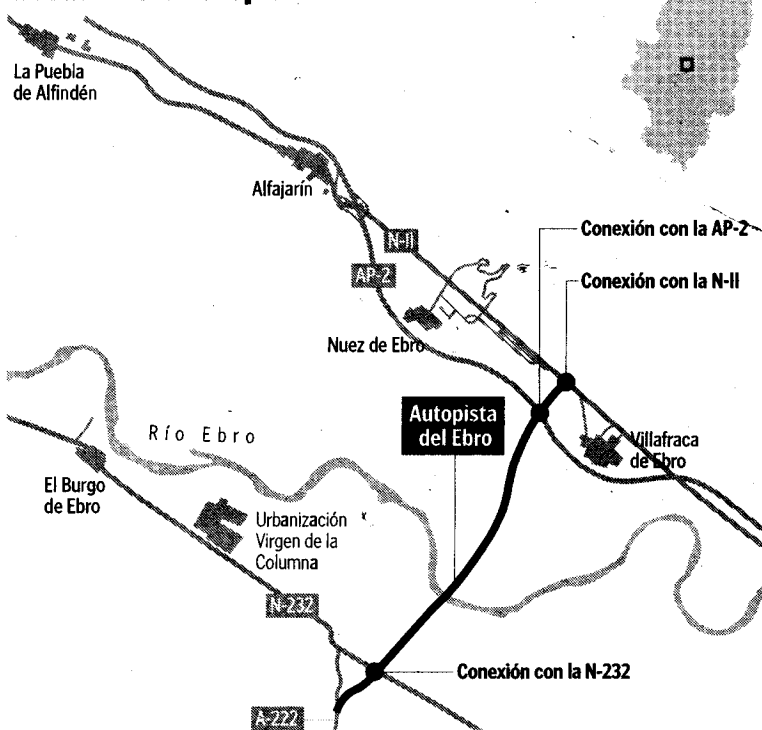 La Puebla
de Alfindén
Alfajarín
Conexión con la AP-2
N-II
Conexión con la N-II
AP-2
Nuez de Ebro
Autopista
del Ebro
Río Ebro
Villafraca
de Ebro
El Burgo
de Ebro
Urbanización
Virgen de la
Columna
N-232
Conexión con la N-232
A-222